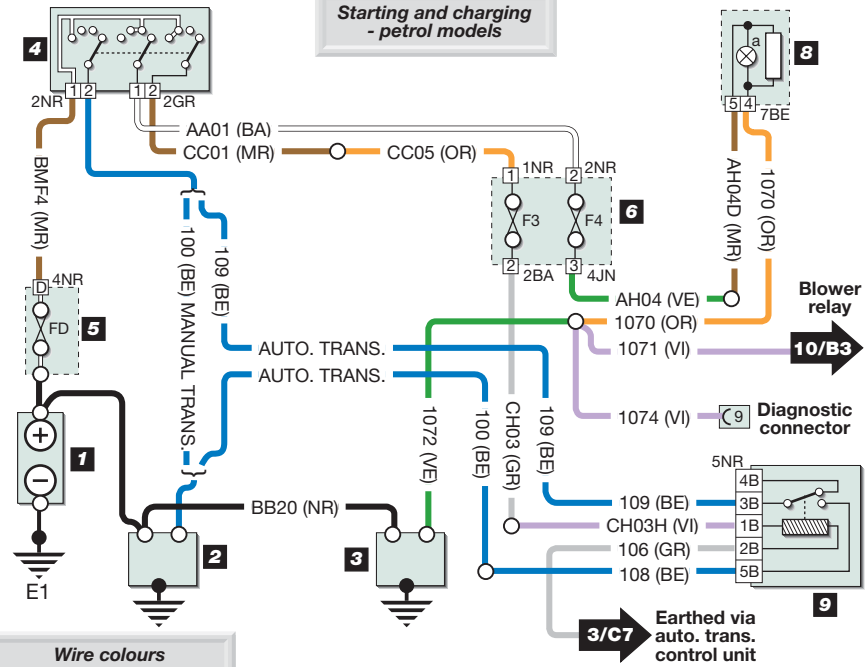 Starting and charging
- petrol models
4
1 2
1 2
2NR
2GR
a
8
5 4
7BE
AA01 (BA)
CC01 (MR)
CC05 (OR)
BMF4 (MR)
100 (BE) MANUAL TRANS.
109 (BE)
1 1NR
2 2NR
F3
F4
6
2 2BA
3 4JN
AH04D (MR)
1070 (OR)
D 4NR
FD
5
AH04 (VE)
1070 (OR)
1071 (VI)
Blower
relay
10/B3
AUTO. TRANS.
AUTO. TRANS.
1072 (VE)
100 (BE)
CH03 (GR)
109 (BE)
1074 (VI)
9
Diagnostic
connector
+
−
1
E1
BB20 (NR)
2
3
5NR
4B
3B
1B
2B
5B
109 (BE)
CH03H (VI)
106 (GR)
108 (BE)
9
3/C7
Earthed via
auto. trans.
control unit
Wire colours